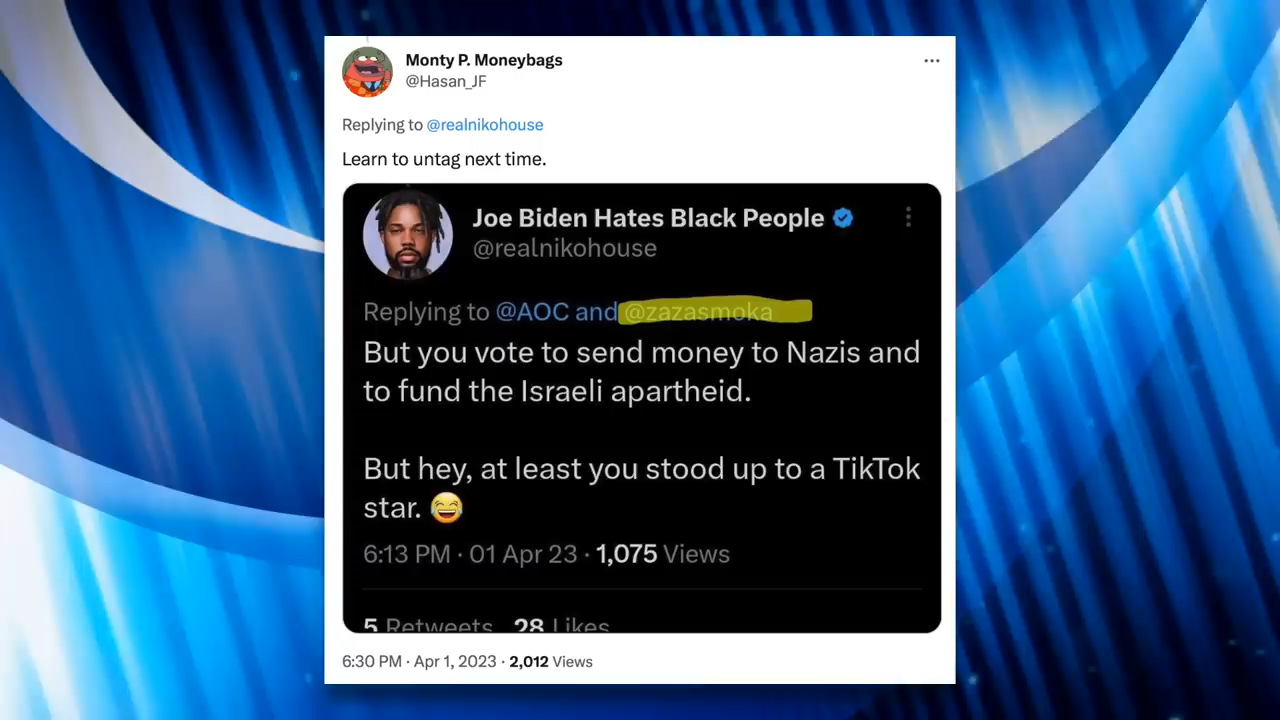 Monty P. Moneybags
@Hasan_JF
Replying to @realnikohouse
Learn to untag next time.
Joe Biden Hates Black People
@realnikohouse
Replying to @AOC and @zazasmoka
But you vote to send money to Nazis and
to fund the Israeli apartheid.
But hey, at least you stood up to a TikTok
star. 😂
6:13 PM · 01 Apr 23 · 1,075 Views
5 Retweets 28 Likes
6:30 PM · Apr 1, 2023 · 2,012 Views